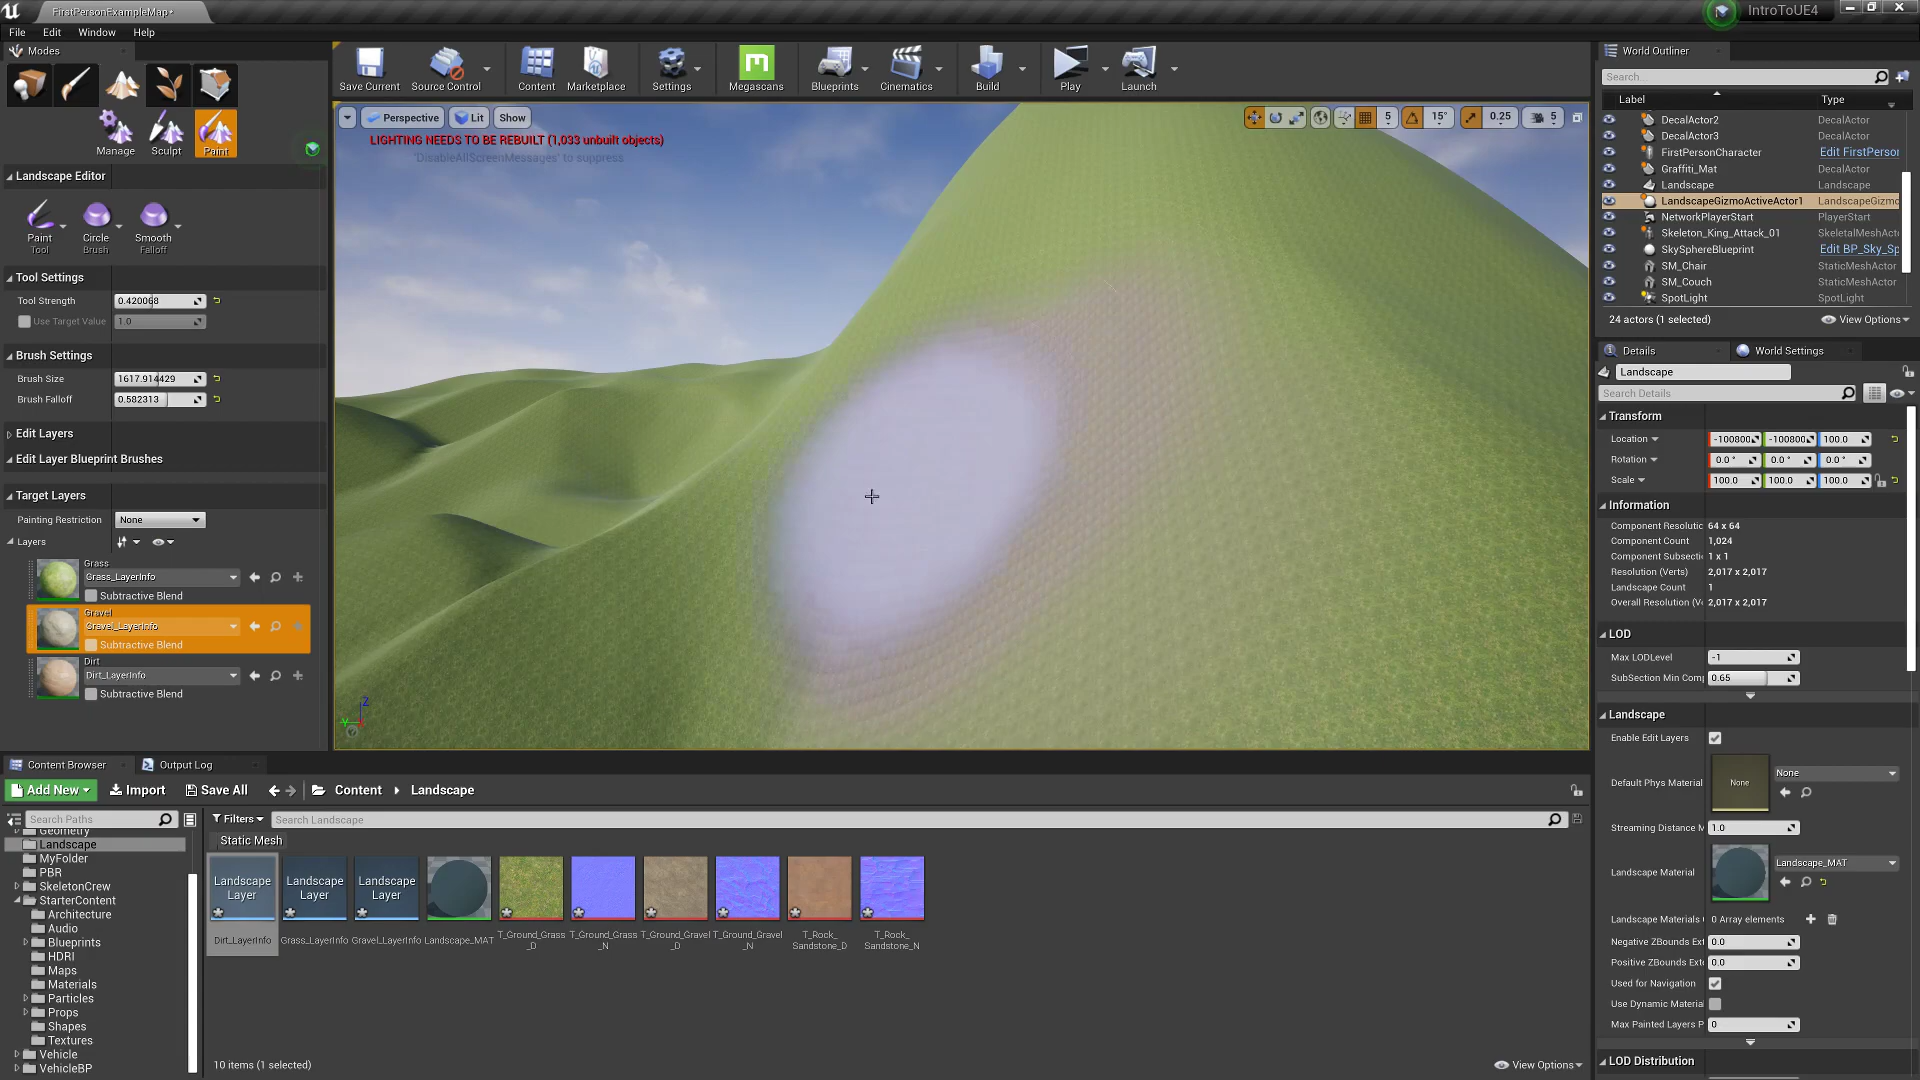 FirstPersonExampleMap*
IntroToUE4
File Edit Window Help
Modes
Manage Sculpt Paint
Landscape Editor
Paint Circle Smooth
Tool Brush Falloff
Tool Settings
Tool Strength 0.420068
Use Target Value 1.0
Brush Settings
Brush Size 1617.914429
Brush Falloff 0.582313
Edit Layers
Edit Layer Blueprint Brushes
Target Layers
Painting Restriction None
Layers
Grass
Grass_LayerInfo
Subtractive Blend
Gravel
Gravel_LayerInfo
Subtractive Blend
Dirt
Dirt_LayerInfo
Subtractive Blend
Save Current Source Control Content Marketplace Settings Megascans Blueprints Cinematics Build Play Launch
Perspective Lit Show
5 15° 0.25 5
LIGHTING NEEDS TO BE REBUILT (1,033 unbuilt objects)
'DisableAllScreenMessages' to suppress
Z
Y
World Outliner
Search...
Label Type
DecalActor2 DecalActor
DecalActor3 DecalActor
FirstPersonCharacter Edit FirstPerson
Graffiti_Mat DecalActor
Landscape Landscape
LandscapeGizmoActiveActor1 LandscapeGizmo
NetworkPlayerStart PlayerStart
Skeleton_King_Attack_01 SkeletalMeshAct
SkySphereBlueprint Edit BP_Sky_Sp
SM_Chair StaticMeshActor
SM_Couch StaticMeshActor
SpotLight SpotLight
24 actors (1 selected) View Options
Details World Settings
Landscape
Search Details
Transform
Location -100800. -100800. 100.0
Rotation 0.0 ° 0.0 ° 0.0 °
Scale 100.0 100.0 100.0
Information
Component Resolutic 64 x 64
Component Count 1,024
Component Subsecti 1 x 1
Resolution (Verts) 2,017 x 2,017
Landscape Count 1
Overall Resolution (Ve 2,017 x 2,017
LOD
Max LODLevel -1
SubSection Min Comp 0.65
Landscape
Enable Edit Layers
Default Phys Material None None
Streaming Distance M 1.0
Landscape Material Landscape_MAT
Landscape Materials 0 Array elements
Negative ZBounds Ext 0.0
Positive ZBounds Exte 0.0
Used for Navigation
Use Dynamic Material
Max Painted Layers P 0
LOD Distribution
Content Browser Output Log
Add New Import Save All Content Landscape
Search Paths
Filters Search Landscape
Static Mesh
Geometry
Landscape
MyFolder
PBR
SkeletonCrew
StarterContent
Architecture
Audio
Blueprints
HDRI
Maps
Materials
Particles
Props
Shapes
Textures
Vehicle
VehicleBP
Landscape Layer
Dirt_LayerInfo
Landscape Layer
Grass_LayerInfo
Landscape Layer
Gravel_LayerInfo
Landscape_MAT
T_Ground_Grass
_D
T_Ground_Grass
_N
T_Ground_Gravel
_D
T_Ground_Gravel
_N
T_Rock_
Sandstone_D
T_Rock_
Sandstone_N
10 items (1 selected) View Options